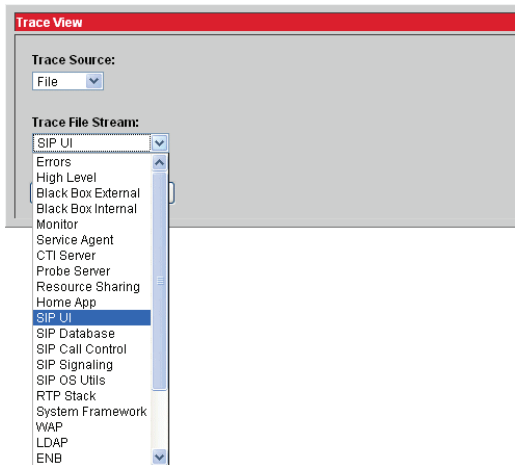 Trace View
Trace Source:
File
Trace File Stream:
SIP UI
Errors
High Level
Black Box External
Black Box Internal
Monitor
Service Agent
CTI Server
Probe Server
Resource Sharing
Home App
SIP UI
SIP Database
SIP Call Control
SIP Signaling
SIP OS Utils
RTP Stack
System Framework
WAP
LDAP
ENB